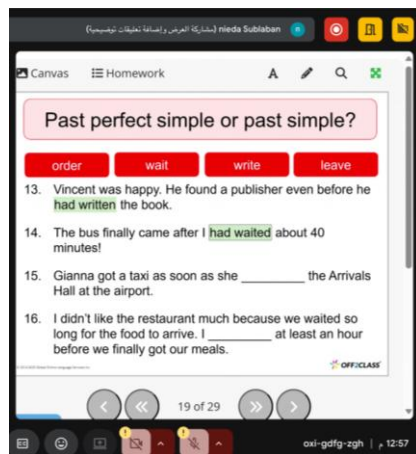 nieda Sublaban (مشاركة العرض وإضافة تعليقات توضيحية)
Canvas Homework A
Past perfect simple or past simple?
order wait write leave
13. Vincent was happy. He found a publisher even before he
had written the book.
14. The bus finally came after I had waited about 40
minutes!
15. Gianna got a taxi as soon as she ________ the Arrivals
Hall at the airport.
16. I didn't like the restaurant much because we waited so
long for the food to arrive. I ________ at least an hour
before we finally got our meals.
OFF2CLASS
19 of 29
oxi-gdfg-zgh | م 12:57